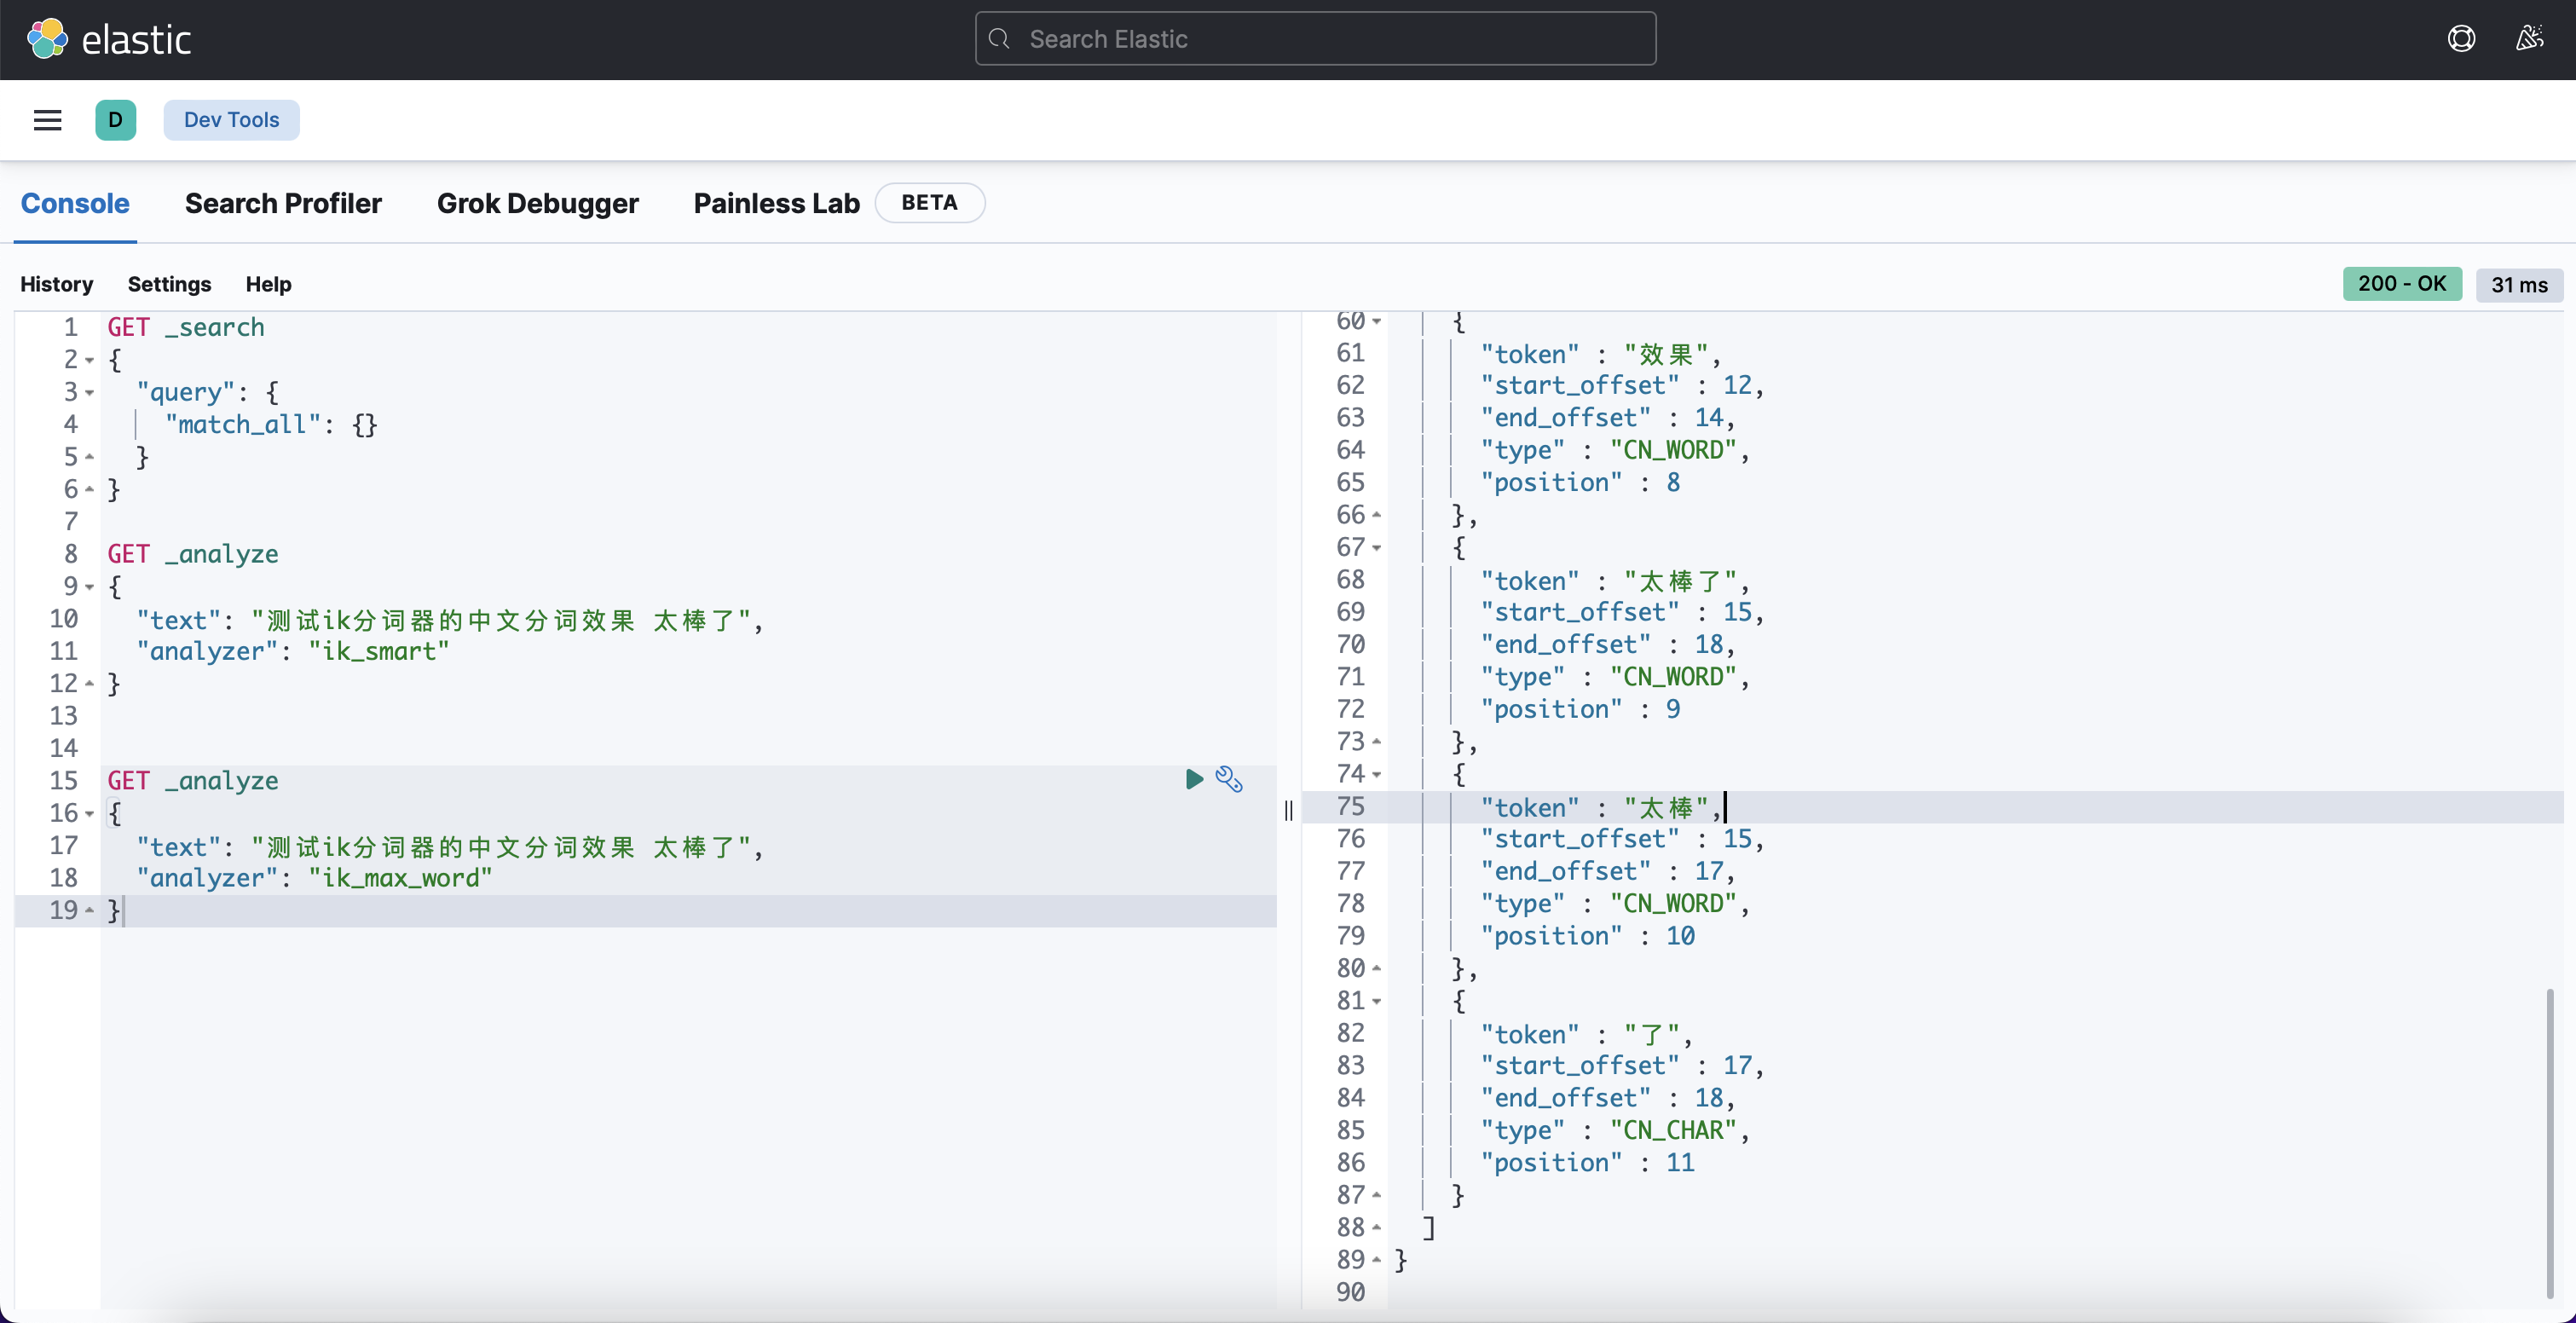 elastic
Search Elastic
D
Dev Tools
Console
Search Profiler
Grok Debugger
Painless Lab
BETA
History
Settings
Help
200 - OK
31 ms
1 GET _search
2 {
3 "query": {
4 "match_all": {}
5 }
6 }
7
8 GET _analyze
9 {
10 "text": "测试ik分词器的中文分词效果 太棒了",
11 "analyzer": "ik_smart"
12 }
13
14
15 GET _analyze
16 {
17 "text": "测试ik分词器的中文分词效果 太棒了",
18 "analyzer": "ik_max_word"
19 }
60 {
61 "token" : "效果",
62 "start_offset" : 12,
63 "end_offset" : 14,
64 "type" : "CN_WORD",
65 "position" : 8
66 },
67 {
68 "token" : "太棒了",
69 "start_offset" : 15,
70 "end_offset" : 18,
71 "type" : "CN_WORD",
72 "position" : 9
73 },
74 {
75 "token" : "太棒",
76 "start_offset" : 15,
77 "end_offset" : 17,
78 "type" : "CN_WORD",
79 "position" : 10
80 },
81 {
82 "token" : "了",
83 "start_offset" : 17,
84 "end_offset" : 18,
85 "type" : "CN_CHAR",
86 "position" : 11
87 }
88 ]
89 }
90